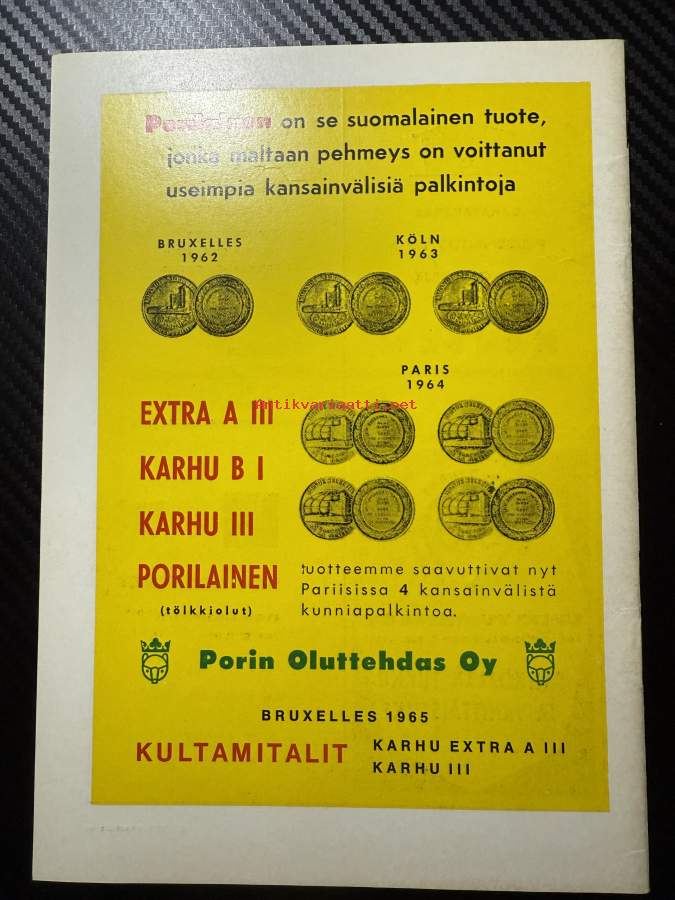 Porilainen on se suomalainen tuote,
jonka maltaan pehmeys on voittanut
useimpia kansainvälisiä palkintoja
BRUXELLES
1962
KÖLN
1963
PARIS
1964
Antikvariaatti.net
EXTRA A III
KARHU B I
KARHU III
PORILAINEN
(tölkkiolut)
tuotteemme saavuttivat nyt
Pariisissa 4 kansainvälistä
kunniapalkintoa.
Porin Oluttehdas Oy
BRUXELLES 1965
KULTAMITALIT
KARHU EXTRA A III
KARHU III